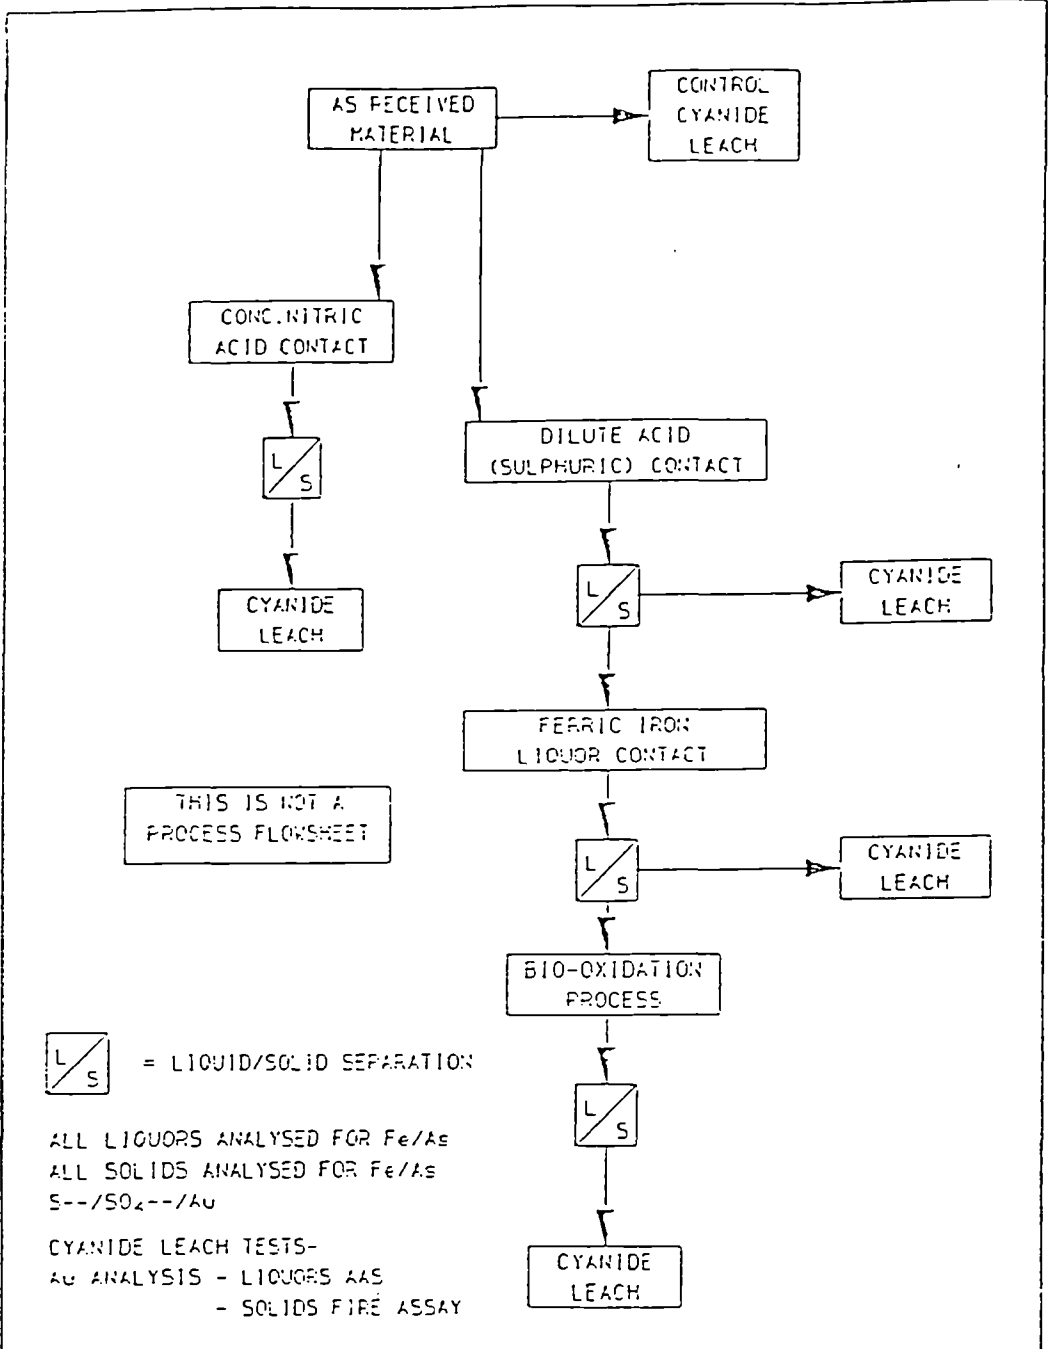 AS RECEIVED
MATERIAL
CONTROL
CYANIDE
LEACH
CONC.NITRIC
ACID CONTACT
L/S
CYANIDE
LEACH
DILUTE ACID
(SULPHURIC) CONTACT
L/S
CYANIDE
LEACH
FERRIC IRON
LIQUOR CONTACT
THIS IS NOT A
PROCESS FLOWSHEET
L/S
CYANIDE
LEACH
BIO-OXIDATION
PROCESS
L/S = LIQUID/SOLID SEPARATION
L/S
ALL LIQUORS ANALYSED FOR Fe/As
ALL SOLIDS ANALYSED FOR Fe/As
S--/SO₄--/Au
CYANIDE LEACH TESTS-
Au ANALYSIS - LIQUORS AAS
- SOLIDS FIRE ASSAY
CYANIDE
LEACH